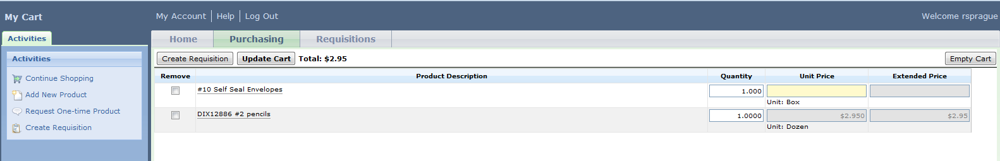 My Cart
My Account Help Log Out
Welcome rsprague
Activities
Home Purchasing Requisitions
Activities
Continue Shopping
Add New Product
Request One-time Product
Create Requisition
Create Requisition Update Cart Total: $2.95 Empty Cart
Remove Product Description Quantity Unit Price Extended Price
#10 Self Seal Envelopes 1.000
Unit: Box
DIX12886 #2 pencils 1.0000 $2.950 $2.95
Unit: Dozen